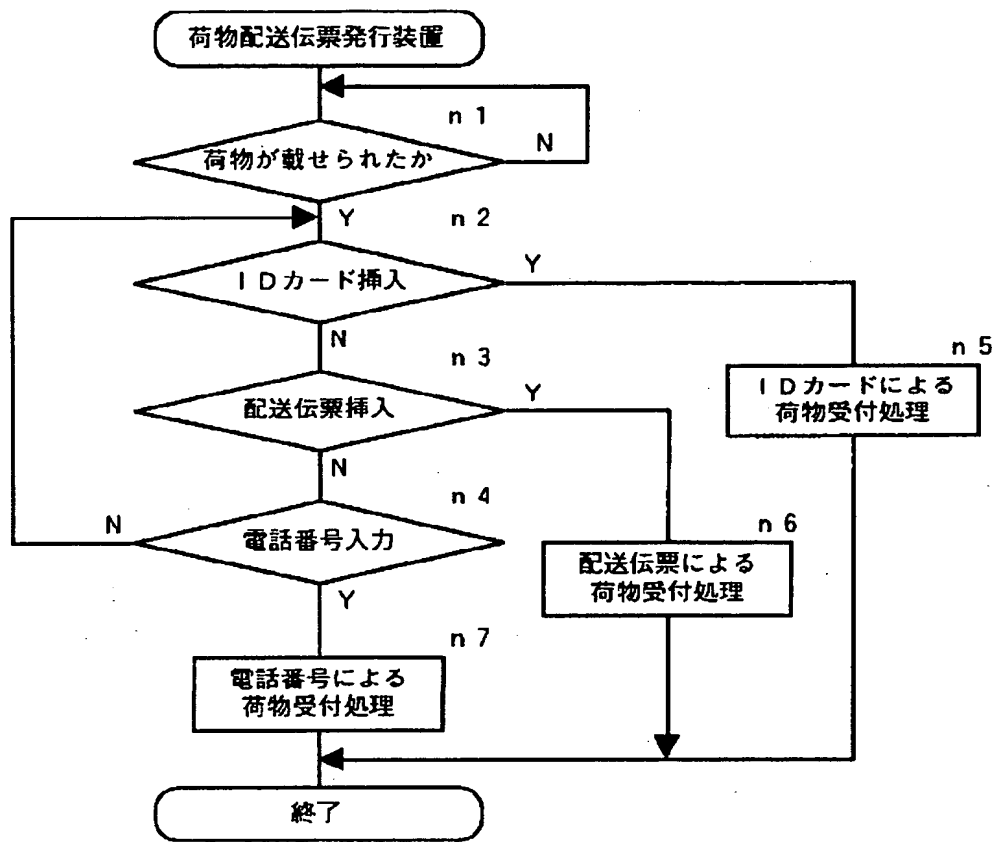 荷物配送伝票発行装置
n 1
荷物が載せられたか
N
Y
n 2
IDカード挿入
Y
N
n 3
配送伝票挿入
Y
n 5
IDカードによる
荷物受付処理
N
n 4
電話番号入力
N
Y
n 6
配送伝票による
荷物受付処理
n 7
電話番号による
荷物受付処理
終了